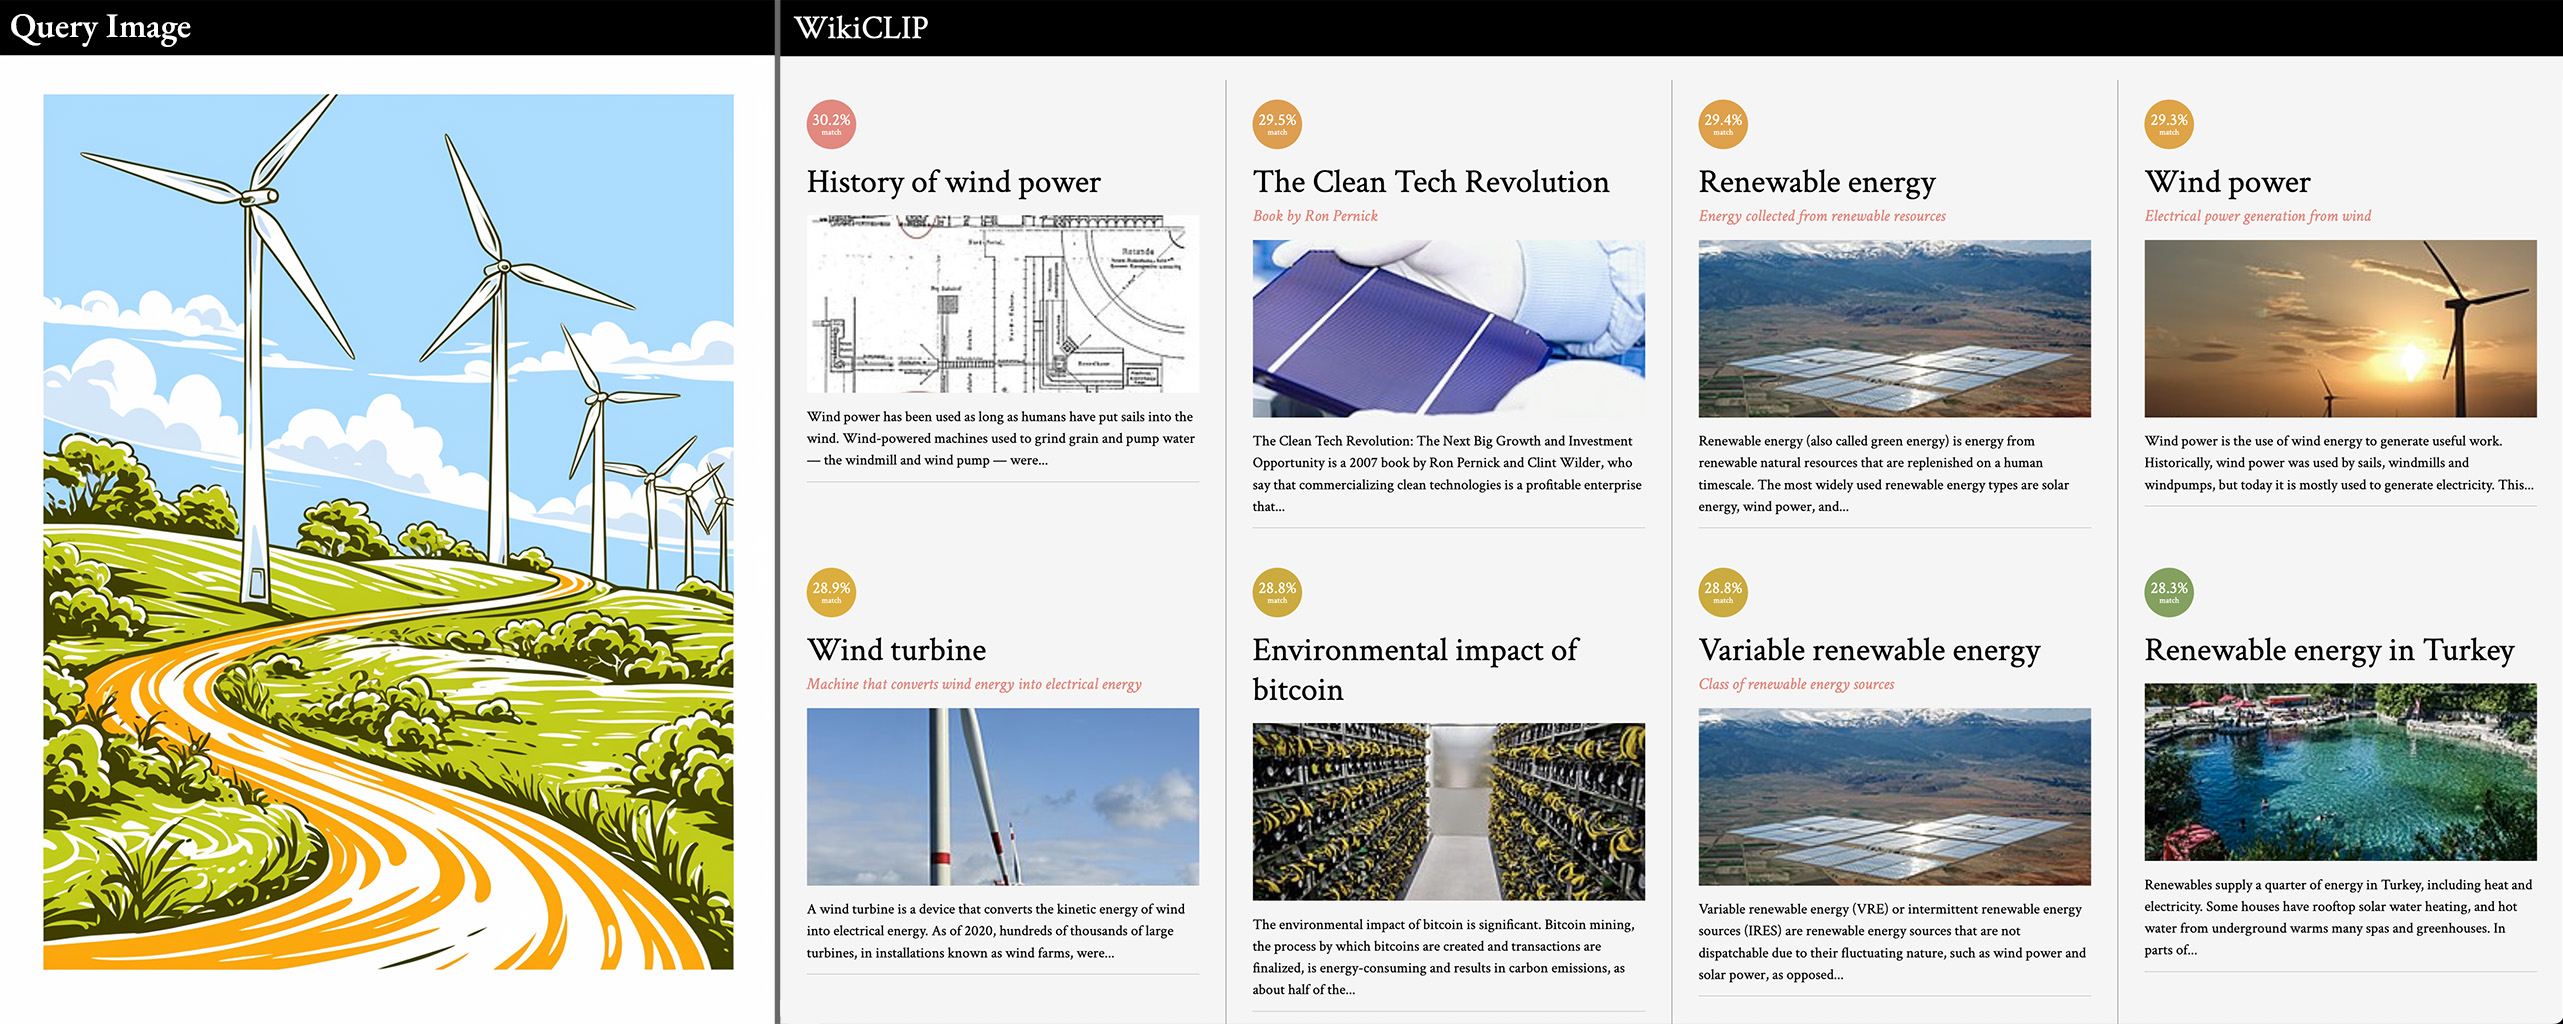 Query Image
WikiCLIP
30.2%
match
History of wind power
Wind power has been used as long as humans have put sails into the
wind. Wind-powered machines used to grind grain and pump water
— the windmill and wind pump — were...
29.5%
match
The Clean Tech Revolution
Book by Ron Pernick
The Clean Tech Revolution: The Next Big Growth and Investment
Opportunity is a 2007 book by Ron Pernick and Clint Wilder, who
say that commercializing clean technologies is a profitable enterprise
that...
29.4%
match
Renewable energy
Energy collected from renewable resources
Renewable energy (also called green energy) is energy from
renewable natural resources that are replenished on a human
timescale. The most widely used renewable energy types are solar
energy, wind power, and...
29.3%
match
Wind power
Electrical power generation from wind
Wind power is the use of wind energy to generate useful work.
Historically, wind power was used by sails, windmills and
windpumps, but today it is mostly used to generate electricity. This...
28.9%
match
Wind turbine
Machine that converts wind energy into electrical energy
A wind turbine is a device that converts the kinetic energy of wind
into electrical energy. As of 2020, hundreds of thousands of large
turbines, in installations known as wind farms, were...
28.8%
match
Environmental impact of
bitcoin
The environmental impact of bitcoin is significant. Bitcoin mining,
the process by which bitcoins are created and transactions are
finalized, is energy-consuming and results in carbon emissions, as
about half of the...
28.8%
match
Variable renewable energy
Class of renewable energy sources
Variable renewable energy (VRE) or intermittent renewable energy
sources (IRES) are renewable energy sources that are not
dispatchable due to their fluctuating nature, such as wind power and
solar power, as opposed...
28.3%
match
Renewable energy in Turkey
Renewables supply a quarter of energy in Turkey, including heat and
electricity. Some houses have rooftop solar water heating, and hot
water from underground warms many spas and greenhouses. In
parts of...